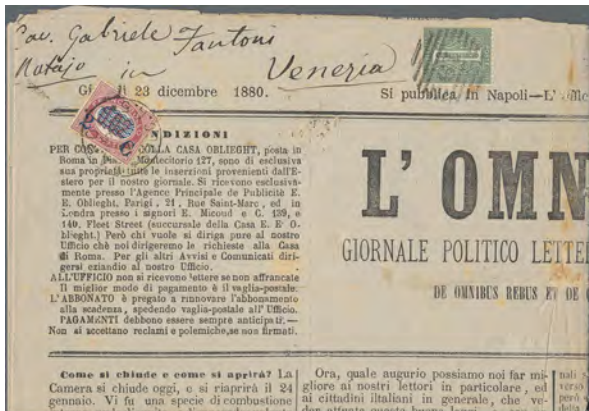 Cav. Gabriele Fantoni
Notajo in Venezia
23 dicembre 1880.
Si pubblica in Napoli—L'
NDIZIONI
PER COLLA CASA OBLIEGHT, posta in
Roma in Montecitorio 127, sono di esclusiva
sua proprietà tutte le inserzioni provenienti dall'E-
stero per il nostro giornale. Si ricevono esclusiva-
mente presso l'Agence Principale de Publicitè E.
E. Oblieght. Parigi, 21, Rue Saint-Marc, ed in
Londra presso i signori E. Micoud e C. 139, e
140. Fleet Street (succursale della Casa E. E. O-
blieght.) Però chi vuole si diriga pure al nostro
Ufficio chè noi dirigeremo le richieste alla Casa
di Roma. Per gli altri Avvisi e Comunicati diri-
gersi eziandio al nostro Ufficio.
ALL'UFFICIO non si ricevono lettere se non affrancate
Il miglior modo di pagamento è il vaglia-postale.
L'ABBONATO è pregato a rinnovare l'abbonamento
alla scadenza, spedendo vaglia-postale all' Ufficio.
PAGAMENTI debbono essere sempre anticipati.—
Non si accettano reclami e polemiche, se non firmati.
L' OMN
GIORNALE POLITICO LETTE
DE OMNIBUS REBUS ET DE
Come si chiude e come si aprirà? La
Camera si chiude oggi, e si riaprirà il 24
gennaio. Vi fu una specie di combustione
Ora, quale augurio possiamo noi far mi-
gliore ai nostri lettori in particolare, ed
ai cittadini iltaliani in generale, che ve-